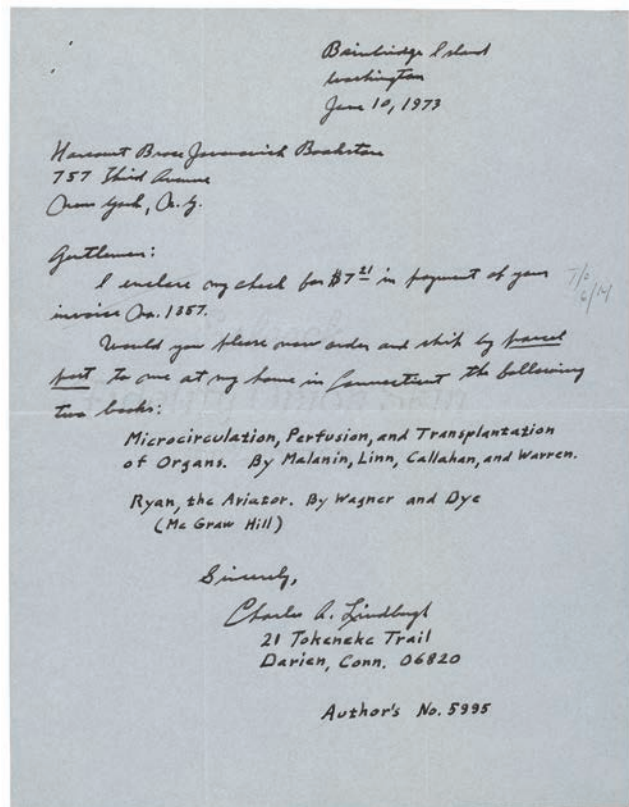 Bainbridge Island
Washington
June 10, 1973
Harcourt Brace Jovanovich Bookstore
757 Third Avenue
New York, N.Y.
Gentlemen:
I enclose my check for $7 21 in payment of your
invoice No. 1357.
Would you please now order and ship by parcel
post to me at my home in Connecticut the following
two books:
Microcirculation, Perfusion, and Transplantation
of Organs. By Malanin, Linn, Callahan, and Warren.
Ryan, the Aviator. By Wagner and Dye
(Mc Graw Hill)
Sincerely,
Charles A. Lindbergh
21 Tokeneke Trail
Darien, Conn. 06820
Author's No. 5995